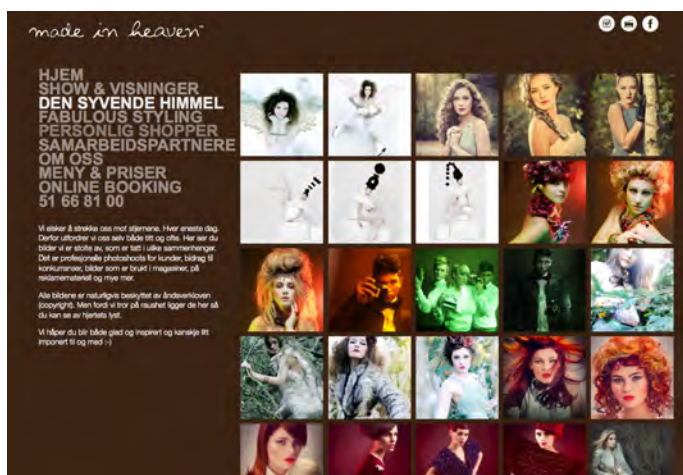 made in heaven™
HJEM
SHOW & VISNINGER
DEN SYVENDE HIMMEL
FABULOUS STYLING
PERSONLIG SHOPPER
SAMARBEIDSPARTNERE
OM OSS
MENY & PRISER
ONLINE BOOKING
51 66 81 00
Vi elsker å strekke oss mot stjernene. Hver eneste dag.
Derfor utfordrer vi oss selv både titt og ofte. Her ser du
bilder vi er stolte av, som er tatt i ulike sammenhenger.
Det er profesjonelle photoshoots for kunder, bidrag til
konkurranser, bilder som er brukt i magasiner, på
reklamemateriell og mye mer.
Alle bildene er naturligvis beskyttet av åndsverkloven
(copyright). Men fordi vi tror på raushet ligger de her så
du kan se av hjertets lyst.
Vi håper du blir både glad og inspirert og kanskje litt
imponert til og med :-)
f